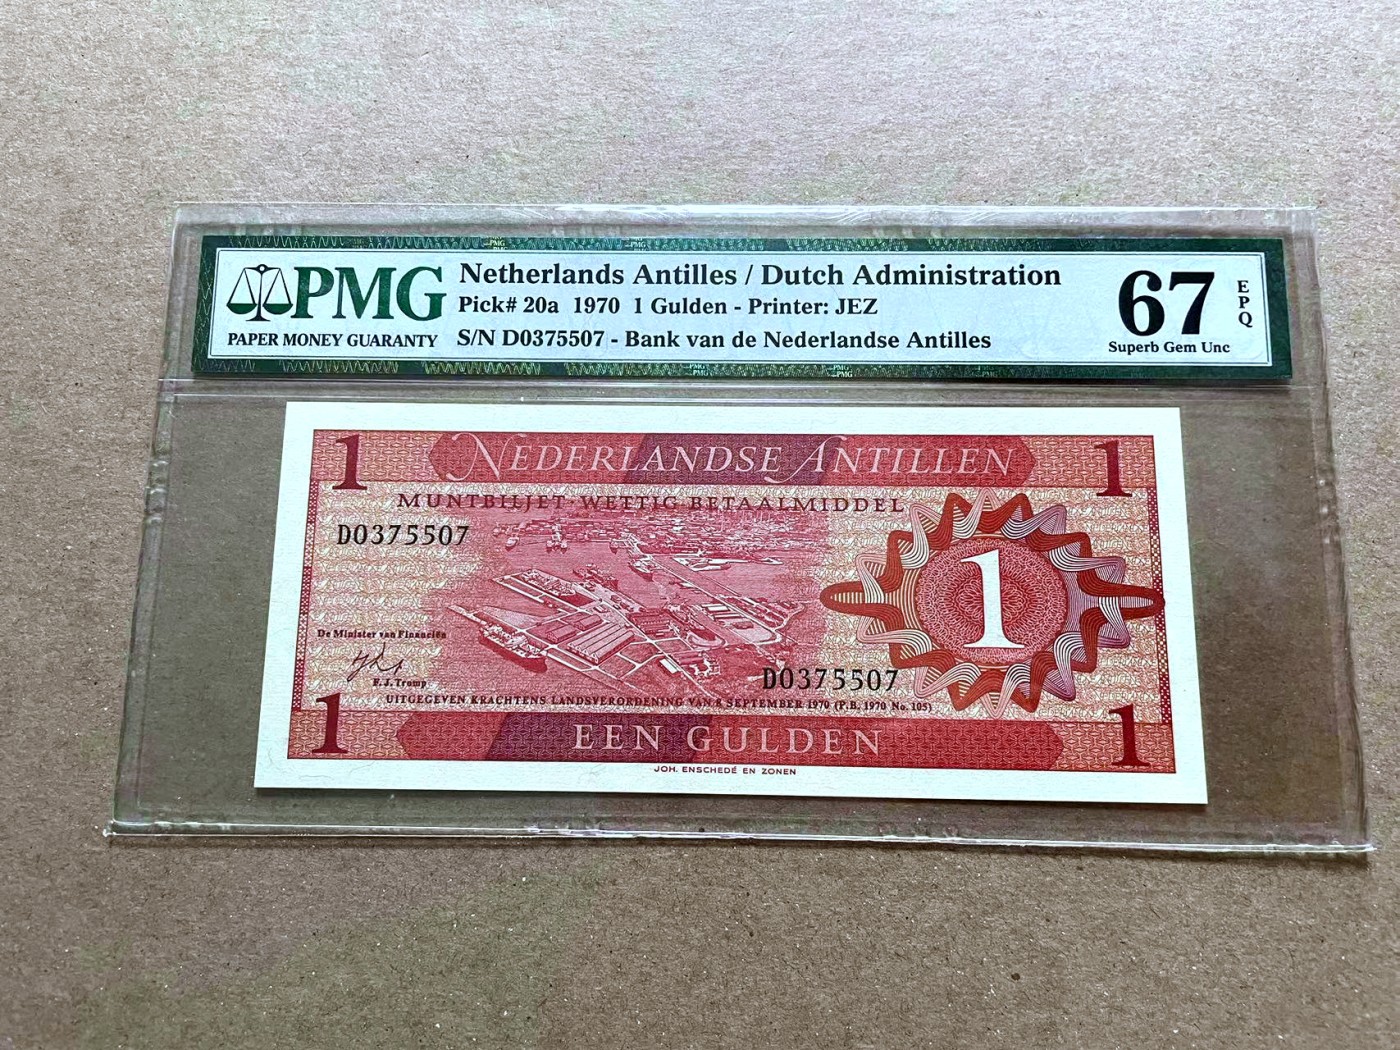 PMG
PAPER MONEY GUARANTY
Netherlands Antilles / Dutch Administration
Pick# 20a 1970 1 Gulden - Printer: JEZ
S/N D0375507 - Bank van de Nederlandse Antilles
67
EPQ
Superb Gem Unc
1
NEDERLANDSE ANTILLEN
1
MUNTBILJET·WETTIG·BETAALMIDDEL
D0375507
1
De Minister van Financiën
F. J. Tromp
D0375507
UITGEGEVEN KRACHTENS LANDSVERORDENING VAN 8 SEPTEMBER 1970 (P.B. 1970 No. 105)
1
EEN GULDEN
1
JOH. ENSCHEDÉ EN ZONEN